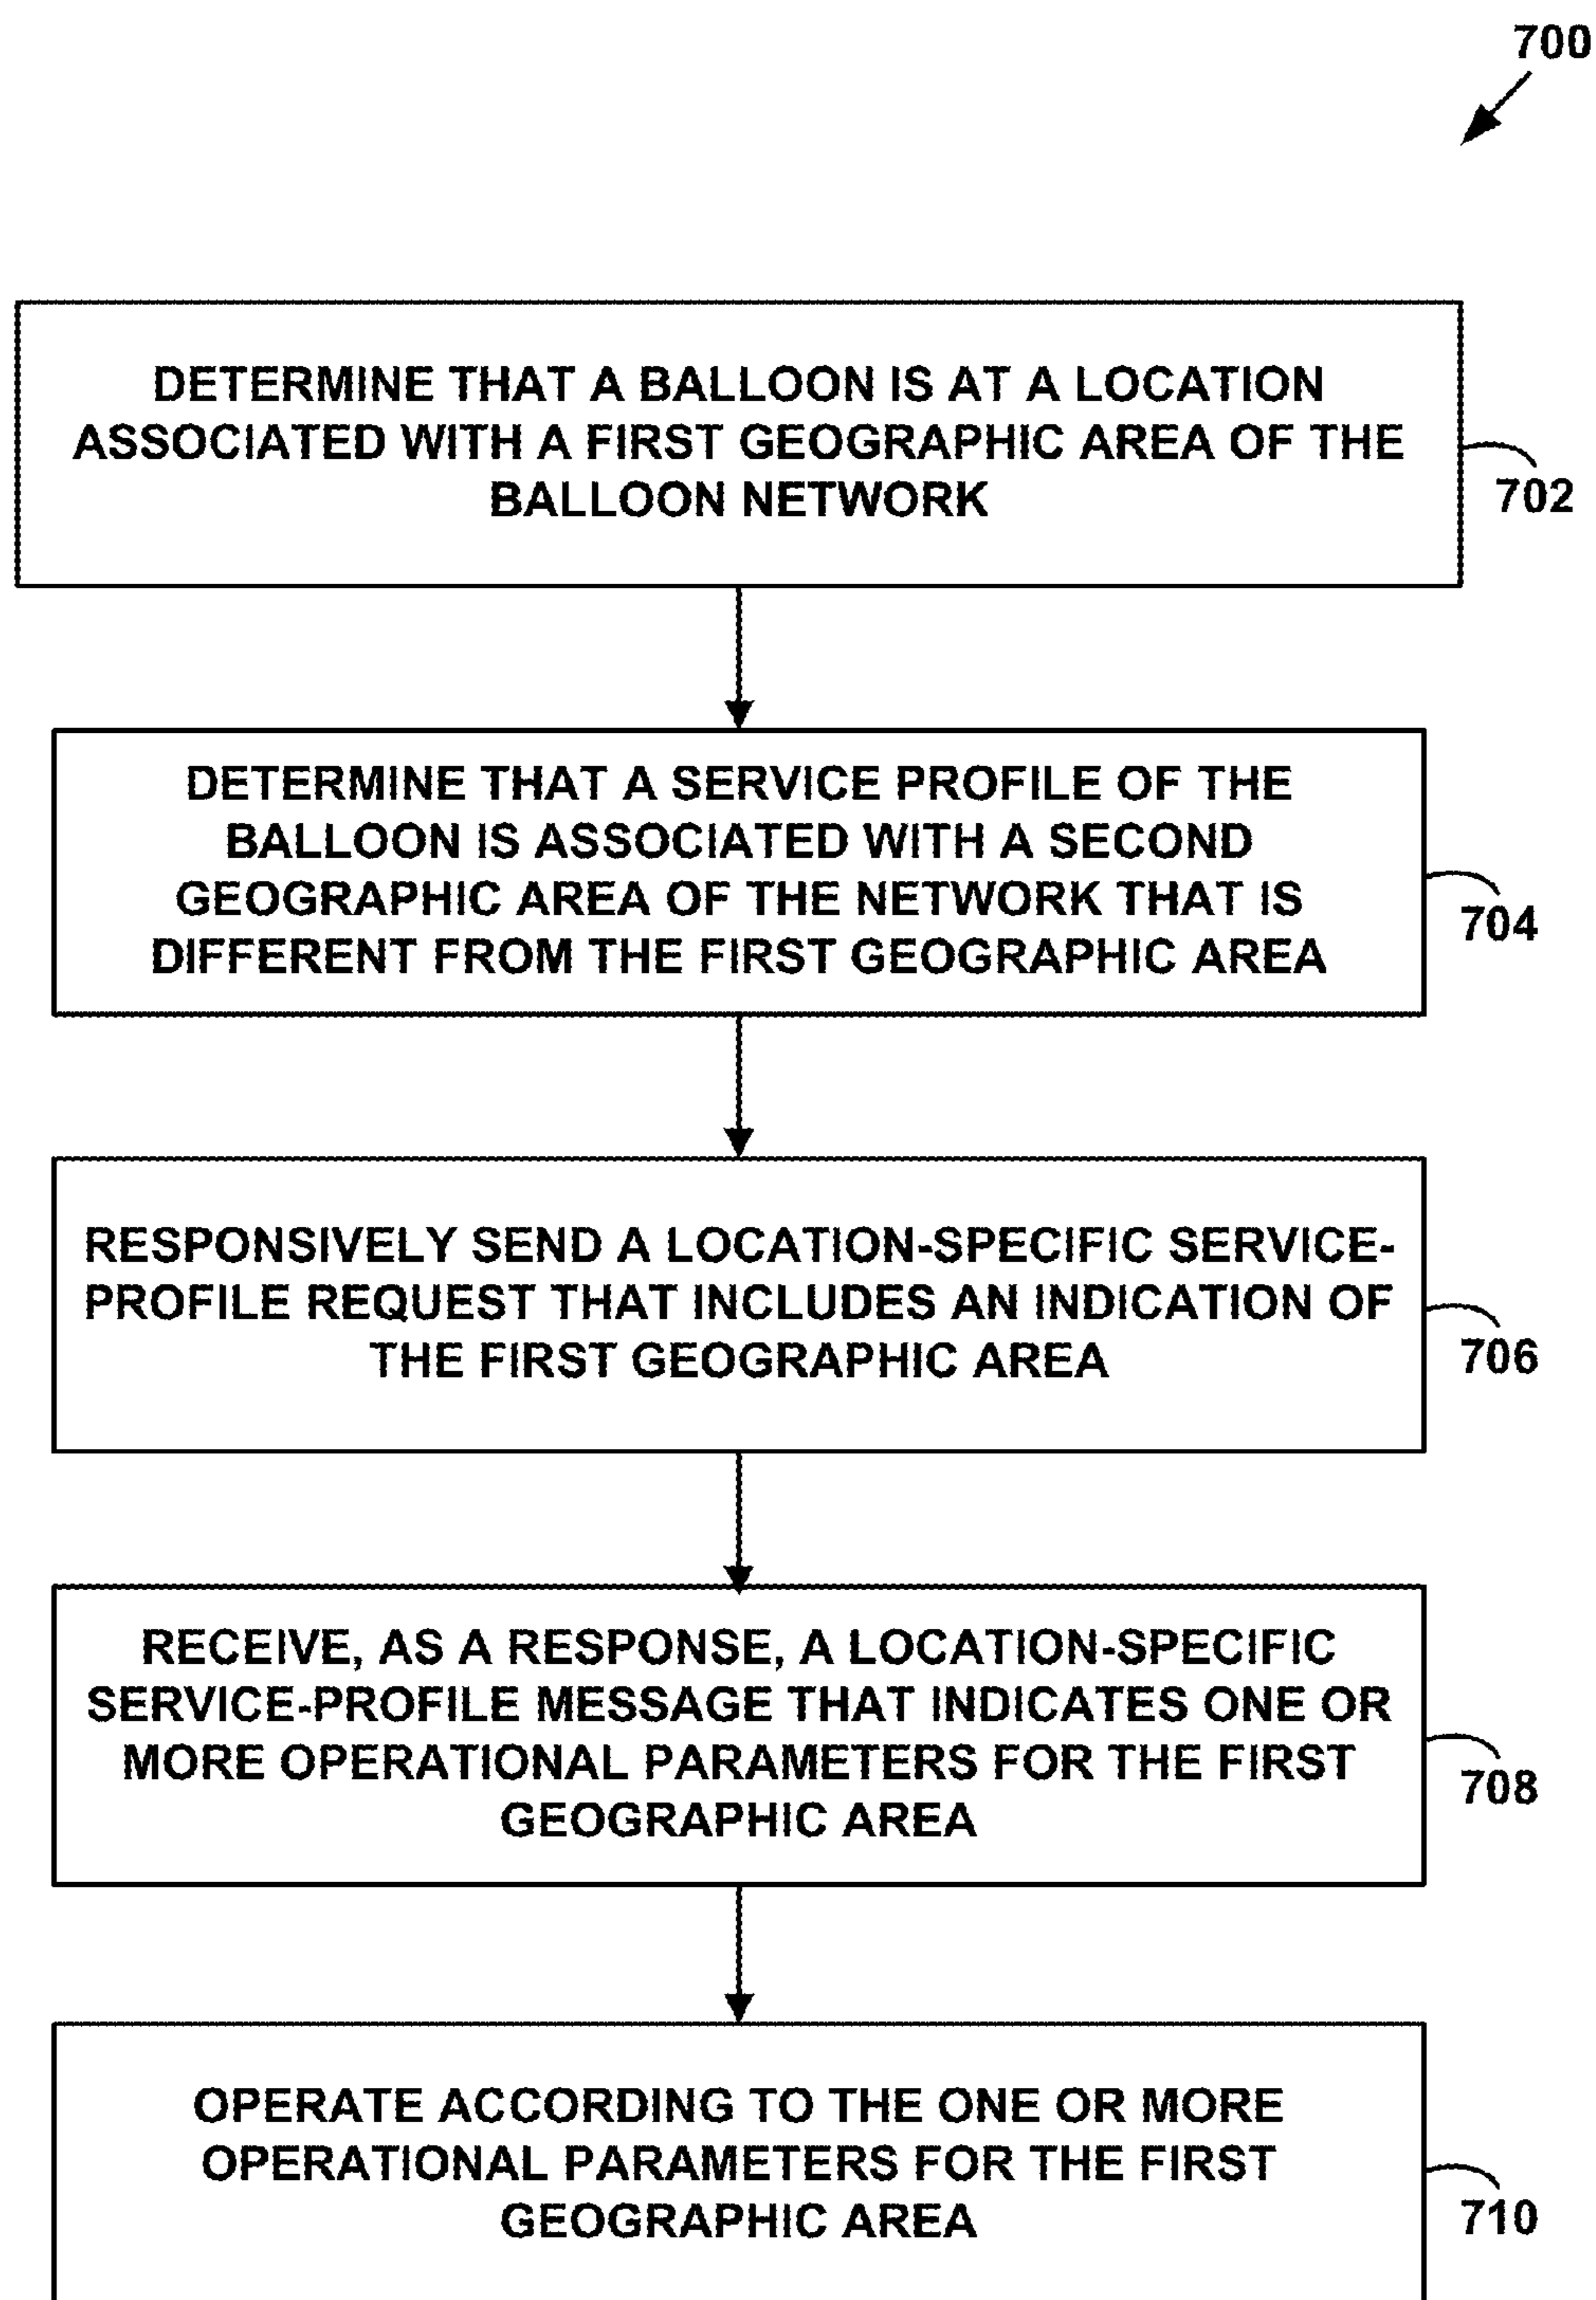 700
DETERMINE THAT A BALLOON IS AT A LOCATION
ASSOCIATED WITH A FIRST GEOGRAPHIC AREA OF THE
BALLOON NETWORK
702
DETERMINE THAT A SERVICE PROFILE OF THE
BALLOON IS ASSOCIATED WITH A SECOND
GEOGRAPHIC AREA OF THE NETWORK THAT IS
DIFFERENT FROM THE FIRST GEOGRAPHIC AREA
704
RESPONSIVELY SEND A LOCATION-SPECIFIC SERVICE-
PROFILE REQUEST THAT INCLUDES AN INDICATION OF
THE FIRST GEOGRAPHIC AREA
706
RECEIVE, AS A RESPONSE, A LOCATION-SPECIFIC
SERVICE-PROFILE MESSAGE THAT INDICATES ONE OR
MORE OPERATIONAL PARAMETERS FOR THE FIRST
GEOGRAPHIC AREA
708
OPERATE ACCORDING TO THE ONE OR MORE
OPERATIONAL PARAMETERS FOR THE FIRST
GEOGRAPHIC AREA
710